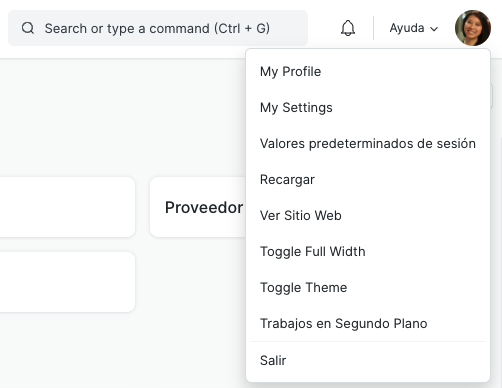 Search or type a command (Ctrl + G)
Ayuda
My Profile
My Settings
Valores predeterminados de sesión
Recargar
Proveedor
Ver Sitio Web
Toggle Full Width
Toggle Theme
Trabajos en Segundo Plano
Salir